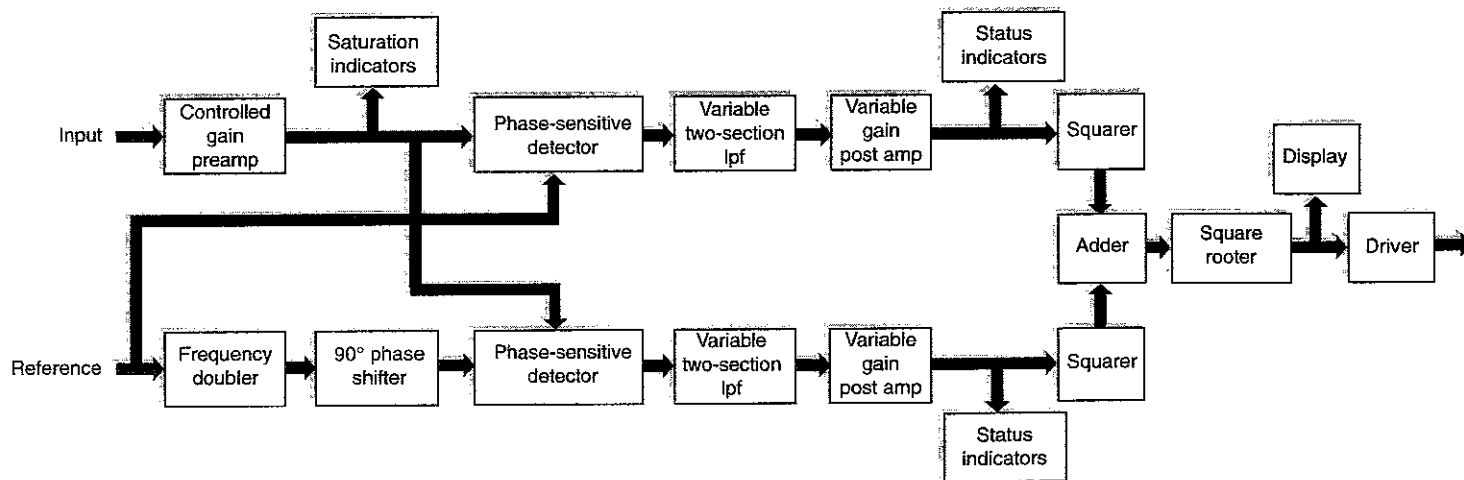 Saturation
indicators
Status
indicators
Input
Controlled
gain
preamp
Phase-sensitive
detector
Variable
two-section
lpf
Variable
gain
post amp
Squarer
Display
Adder
Square
rooter
Driver
Reference
Frequency
doubler
90° phase
shifter
Phase-sensitive
detector
Variable
two-section
lpf
Variable
gain
post amp
Squarer
Status
indicators